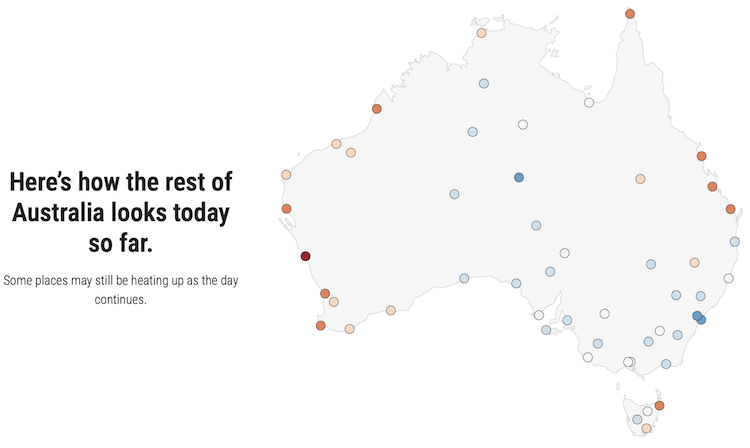 Here’s how the rest of
Australia looks today
so far.
Some places may still be heating up as the day
continues.